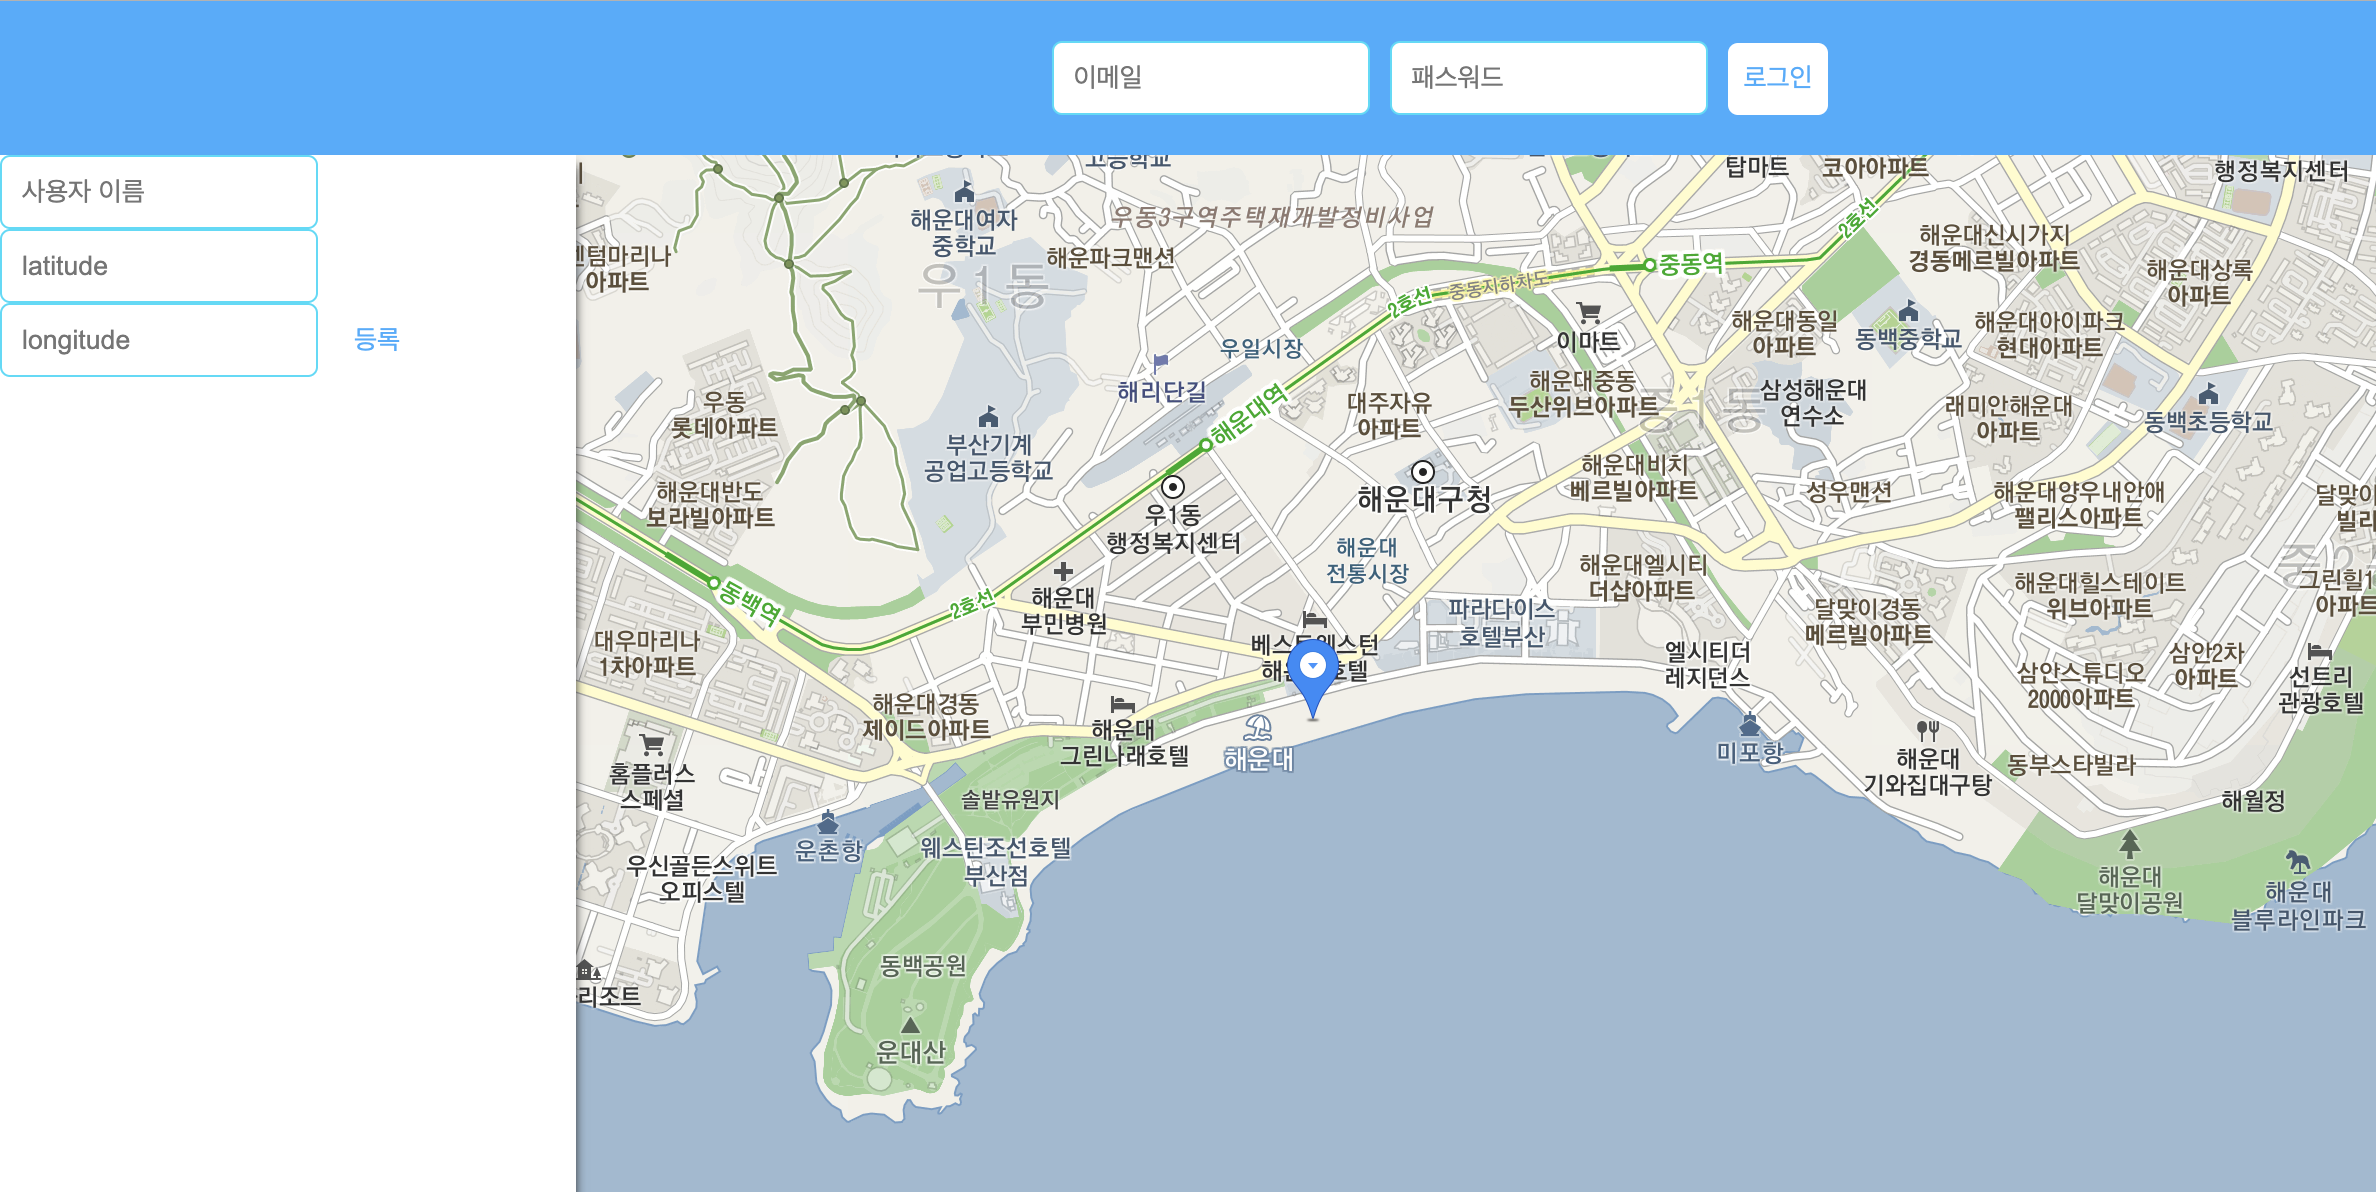 이메일
패스워드
로그인
사용자 이름
latitude
longitude
등록
고등학교
탑마트
코아아파트
행정복지센터
해운대여자
중학교
우동3구역주택재개발정비사업
2호선
센텀마리나
아파트
해운파크맨션
우1동
중동역
해운대신시가지
경동메르빌아파트
해운대상록
아파트
중동지하차도
2호선
이마트
해운대동일
아파트
동백중학교
해운대아이파크
현대아파트
우일시장
해리단길
해운대역
우동
롯데아파트
대주자유
아파트
해운대중동
두산위브아파트
중1동
삼성해운대
연수소
래미안해운대
아파트
동백초등학교
부산기계
공업고등학교
해운대반도
보라빌아파트
우1동
행정복지센터
해운대구청
해운대비치
베르빌아파트
성우맨션
해운대양우내안애
팰리스아파트
달맞이
빌라
해운대
전통시장
해운대엘시티
더샵아파트
동백역
2호선
해운대
부민병원
파라다이스
호텔부산
달맞이경동
메르빌아파트
해운대힐스테이트
위브아파트
그린힐1
아파트
대우마리나
1차아파트
베스트웨스턴
해운 호텔
엘시티더
레지던스
삼안스튜디오
2000아파트
삼안2차
아파트
선트리
관광호텔
해운대경동
제이드아파트
해운대
그린나래호텔
해운대
미포항
해운대
기와집대구탕
동부스타빌라
해월정
홈플러스
스페셜
솔밭유원지
운촌항
웨스틴조선호텔
부산점
우신골든스위트
오피스텔
해운대
달맞이공원
해운대
블루라인파크
동백공원
리조트
운대산